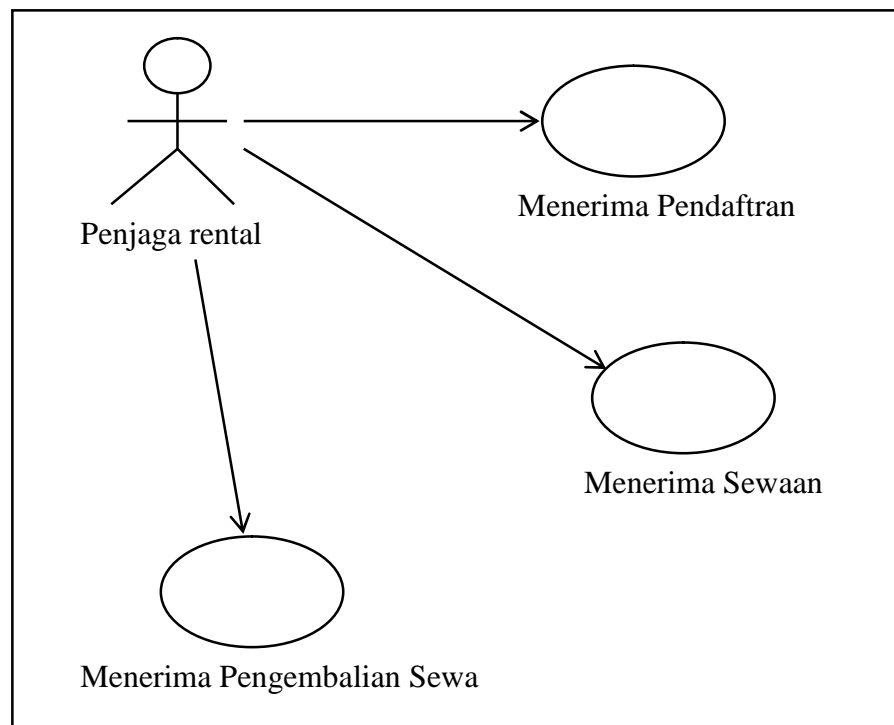 Menerima Pendaftran
Penjaga rental
Menerima Sewaan
Menerima Pengembalian Sewa